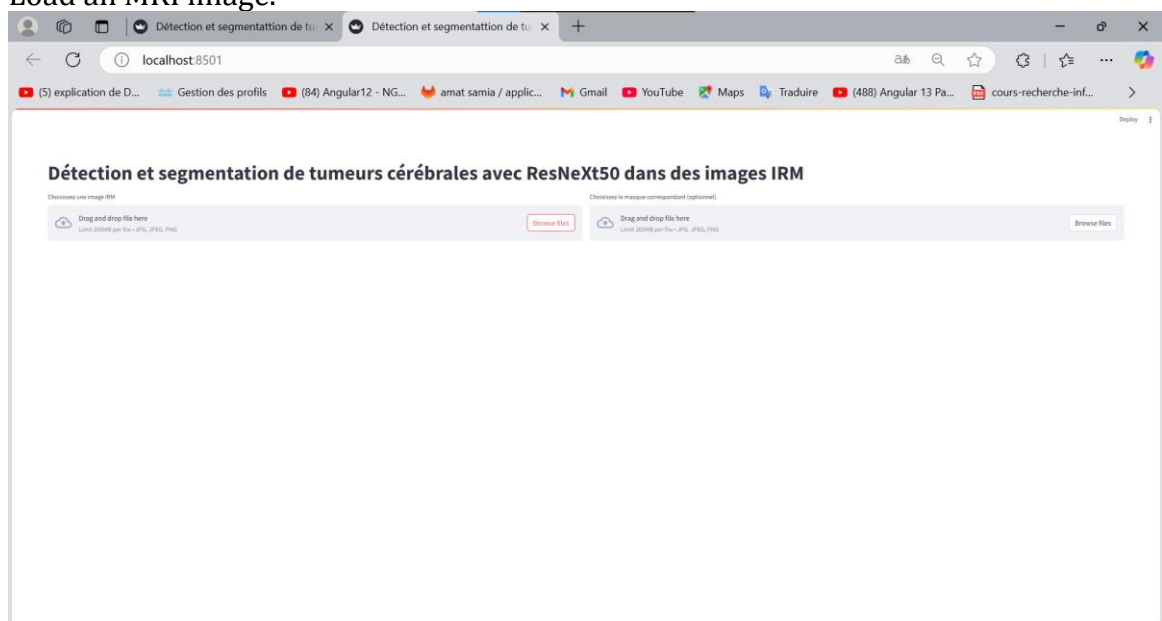 Load an MRI image.
Détection et segmentattion de tu
Détection et segmentattion de tu
localhost:8501
(5) explication de D...
Gestion des profils
(84) Angular12 - NG...
amat samia / applic...
Gmail
YouTube
Maps
Traduire
(488) Angular 13 Pa...
cours-recherche-inf...
Deploy
Détection et segmentation de tumeurs cérébrales avec ResNeXt50 dans des images IRM
Choisissez une image IRM
Choisissez le masque correspondant (optionnel)
Drag and drop file here
Limit 200MB per file • JPG, JPEG, PNG
Browse files
Drag and drop file here
Limit 200MB per file • JPG, JPEG, PNG
Browse files